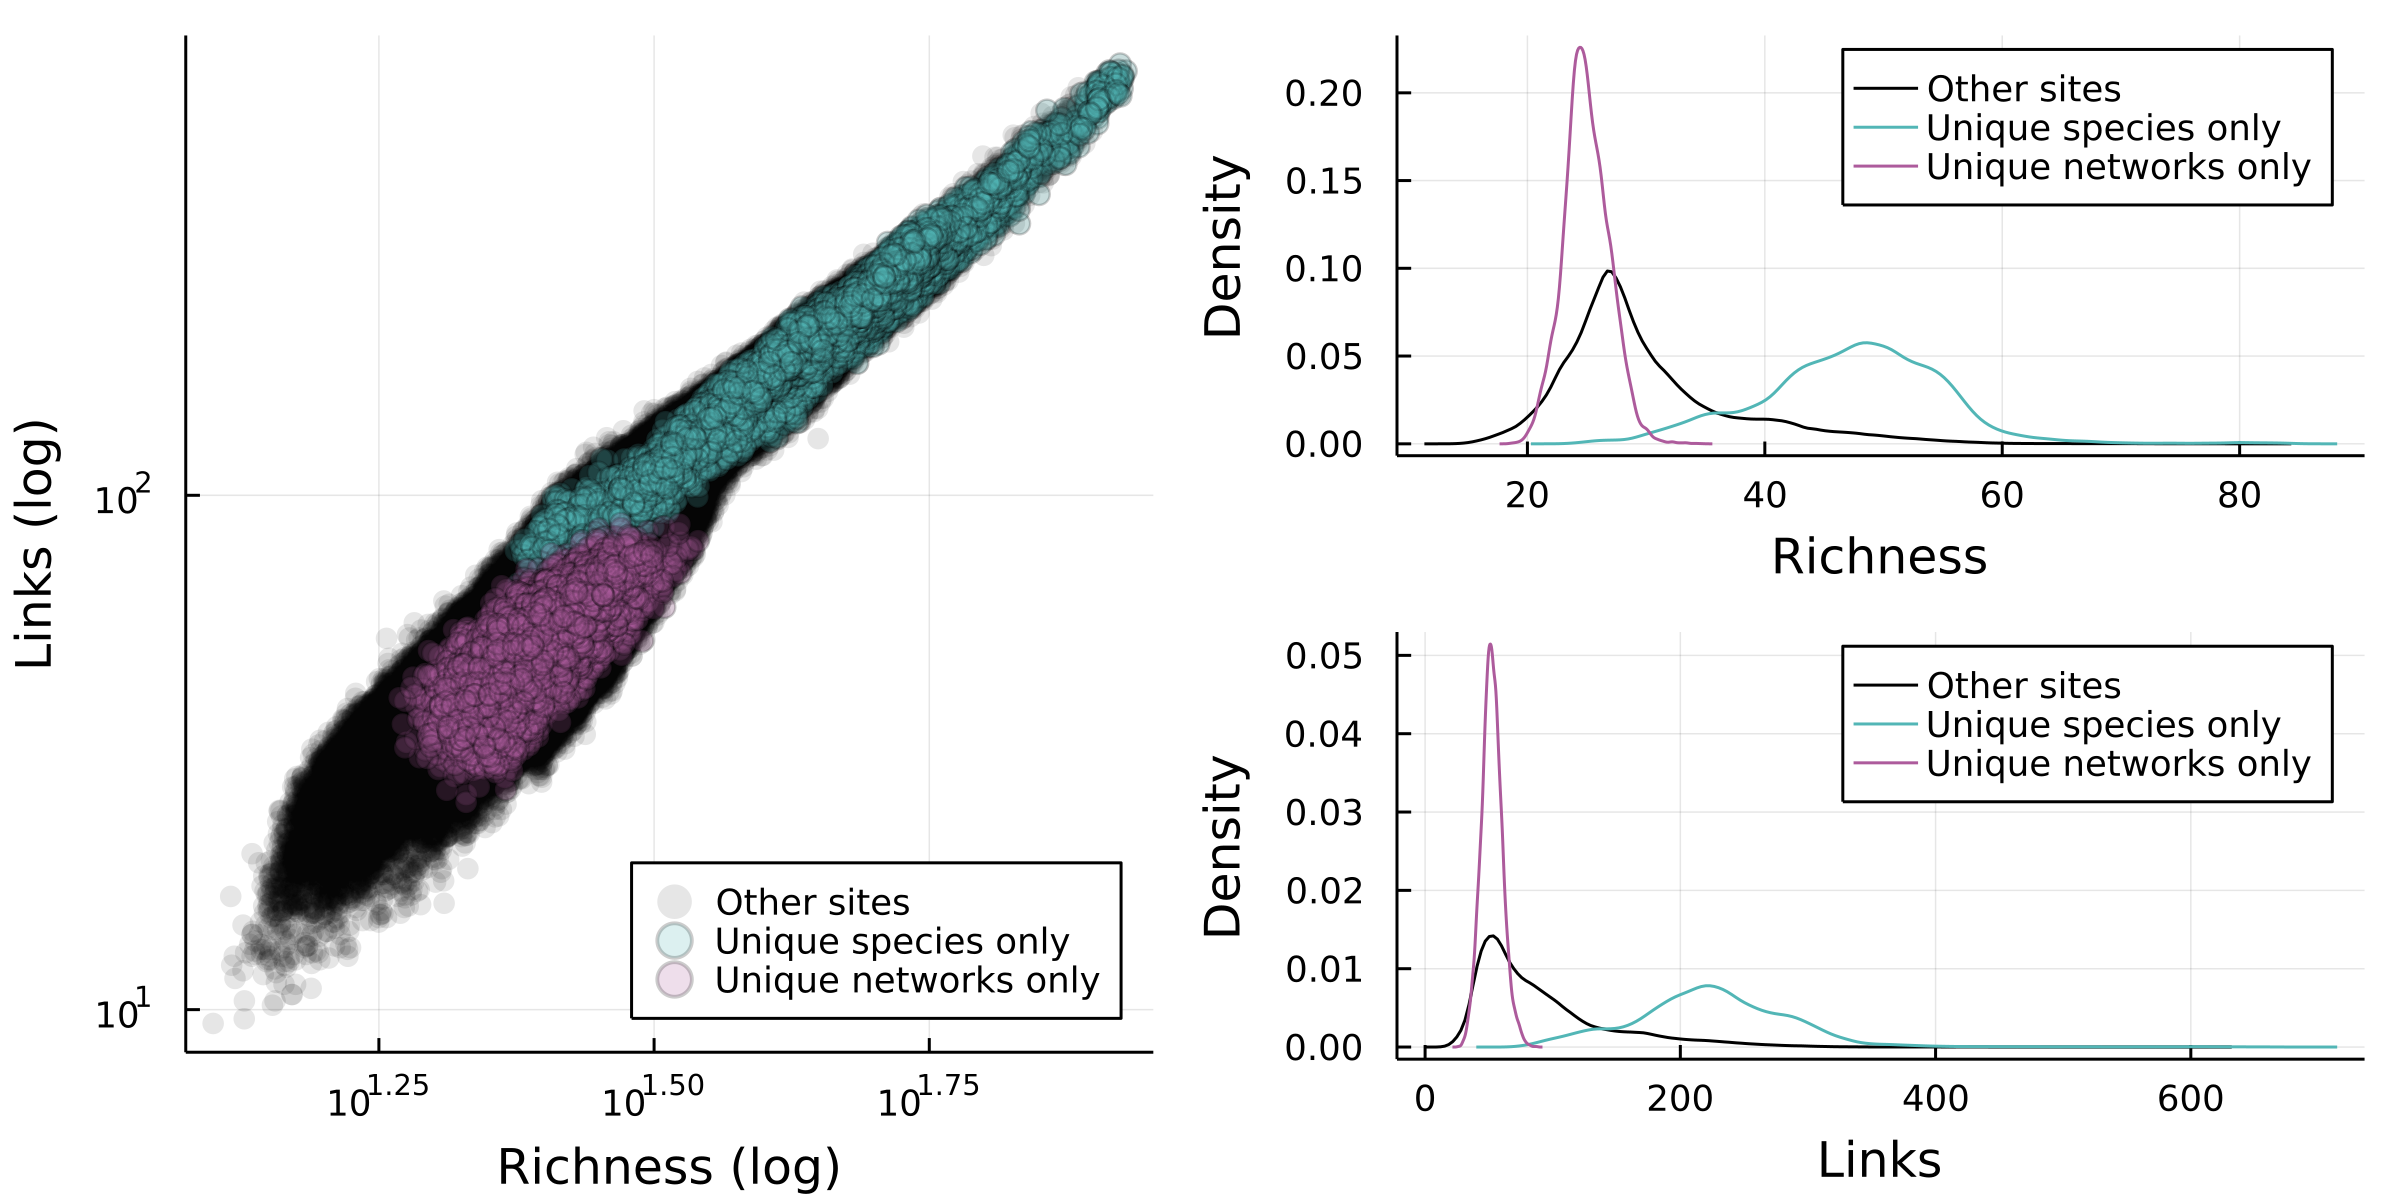 Links (log)
10^2
10^1
10^1.25
10^1.50
10^1.75
Richness (log)
Other sites
Unique species only
Unique networks only
Density
0.20
0.15
0.10
0.05
0.00
20
40
60
80
Richness
Other sites
Unique species only
Unique networks only
Density
0.05
0.04
0.03
0.02
0.01
0.00
0
200
400
600
Links
Other sites
Unique species only
Unique networks only